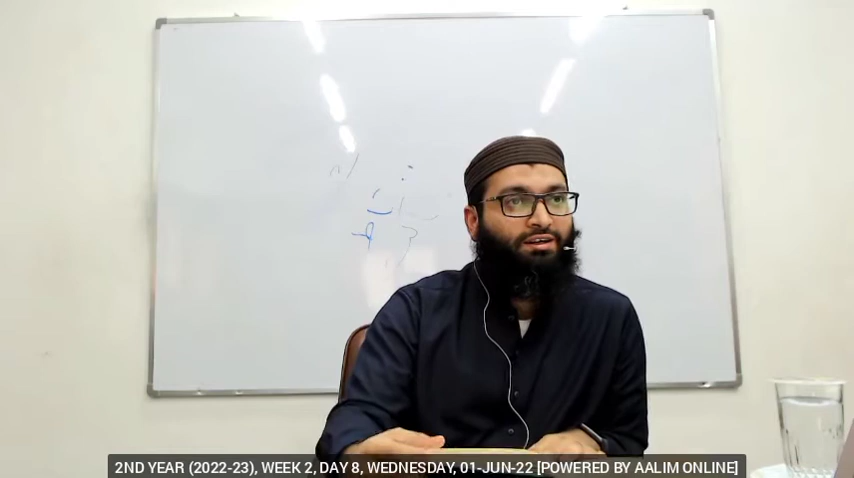 2ND YEAR (2022-23), WEEK 2, DAY 8, WEDNESDAY, 01-JUN-22 [POWERED BY AALIM ONLINE]